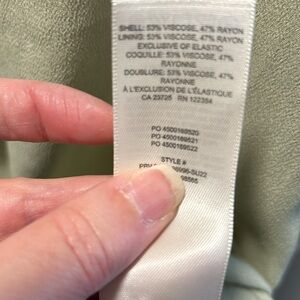 SHELL: 53% VISCOSE, 47% RAYON
LINING: 53% VISCOSE, 47% RAYON
EXCLUSIVE OF ELASTIC
COQUILLE: 53% VISCOSE, 47%
RAYONNE
DOUBLURE: 53% VISCOSE, 47%
RAYONNE
À L'EXCLUSION DE L'ÉLASTIQUE
CA 23725 RN 122354
PO 4500169520
PO 4500169521
PO 4500169522
STYLE #